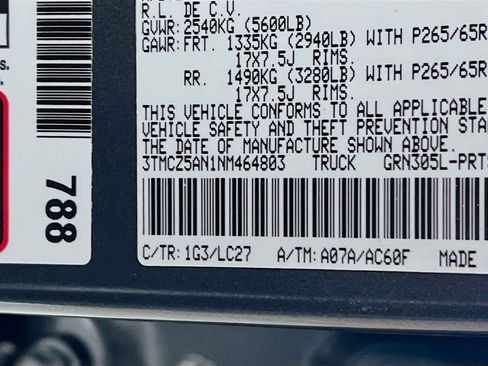 R.L. DE C.V.
GVWR: 2540KG (5600LB)
GAWR: FRT. 1335KG (2940LB) WITH P265/65R
17X7.5J RIMS.
RR. 1490KG (3280LB) WITH P265/65R
17X7.5J RIMS.
THIS VEHICLE CONFORMS TO ALL APPLICABLE
VEHICLE SAFETY AND THEFT PREVENTION STA
THE DATE OF MANUFACTURE SHOWN ABOVE.
3TMCZ5AN1NM464803 TRUCK GRN305L-PRTS
C/TR: 1G3/LC27 A/TM: A07A/AC60F MADE
s.
e.
788